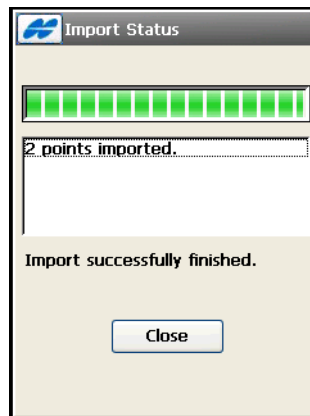 Import Status
2 points imported.
Import successfully finished.
Close